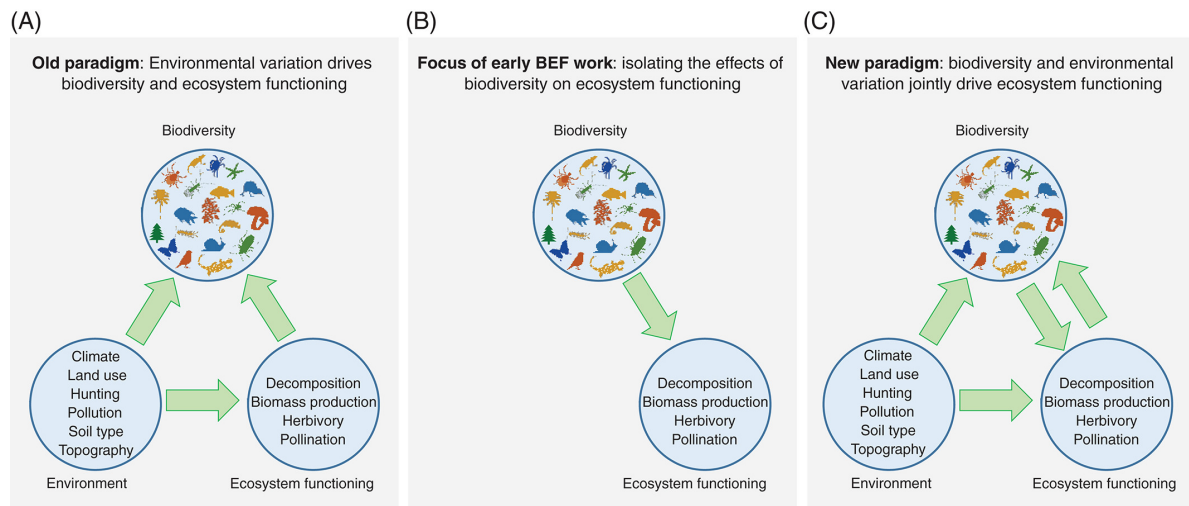 (A)
Old paradigm: Environmental variation drives
biodiversity and ecosystem functioning
Biodiversity
Climate
Land use
Hunting
Pollution
Soil type
Topography
Environment
Decomposition
Biomass production
Herbivory
Pollination
Ecosystem functioning
(B)
Focus of early BEF work: isolating the effects of
biodiversity on ecosystem functioning
Biodiversity
Decomposition
Biomass production
Herbivory
Pollination
Ecosystem functioning
(C)
New paradigm: biodiversity and environmental
variation jointly drive ecosystem functioning
Biodiversity
Climate
Land use
Hunting
Pollution
Soil type
Topography
Environment
Decomposition
Biomass production
Herbivory
Pollination
Ecosystem functioning